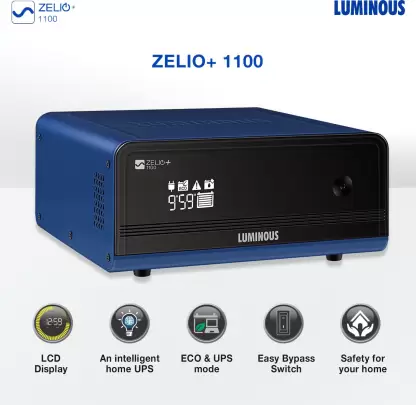 ZELIO+
1100
LUMINOUS
ZELIO+ 1100
ZELIO+
1100
9:59
LUMINOUS
12:59
LCD
Display
An intelligent
home UPS
ECO & UPS
mode
Easy Bypass
Switch
Safety for
your home